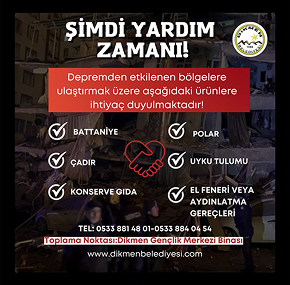 ŞİMDİ YARDIM
ZAMANI!
DİKMEN
Depremden etkilenen bölgelere
ulaştırmak üzere aşağıdaki ürünlere
ihtiyaç duyulmaktadır!
BATTANİYE
POLAR
ÇADIR
UYKU TULUMU
KONSERVE GIDA
EL FENERİ VEYA
AYDINLATMA
GEREÇLERİ
TEL: 0533 881 48 01-0533 884 04 54
Toplama Noktası:Dikmen Gençlik Merkezi Binası
www.dikmenbelediyesi.com